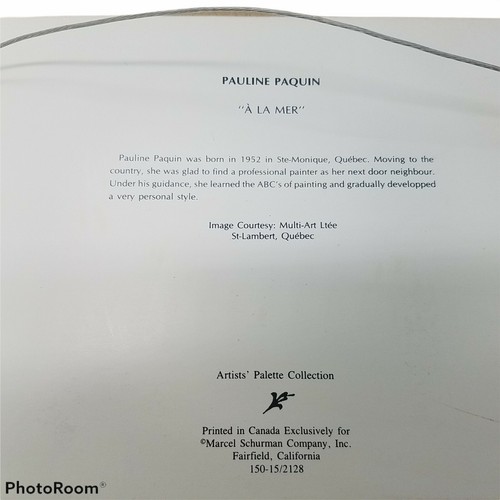 PAULINE PAQUIN
"À LA MER"
Pauline Paquin was born in 1952 in Ste-Monique, Québec. Moving to the
country, she was glad to find a professional painter as her next door neighbour.
Under his guidance, she learned the ABC's of painting and gradually developped
a very personal style.
Image Courtesy: Multi-Art Ltée
St-Lambert, Québec
Artists' Palette Collection
Printed in Canada Exclusively for
©Marcel Schurman Company, Inc.
Fairfield, California
150-15/2128
PhotoRoom®